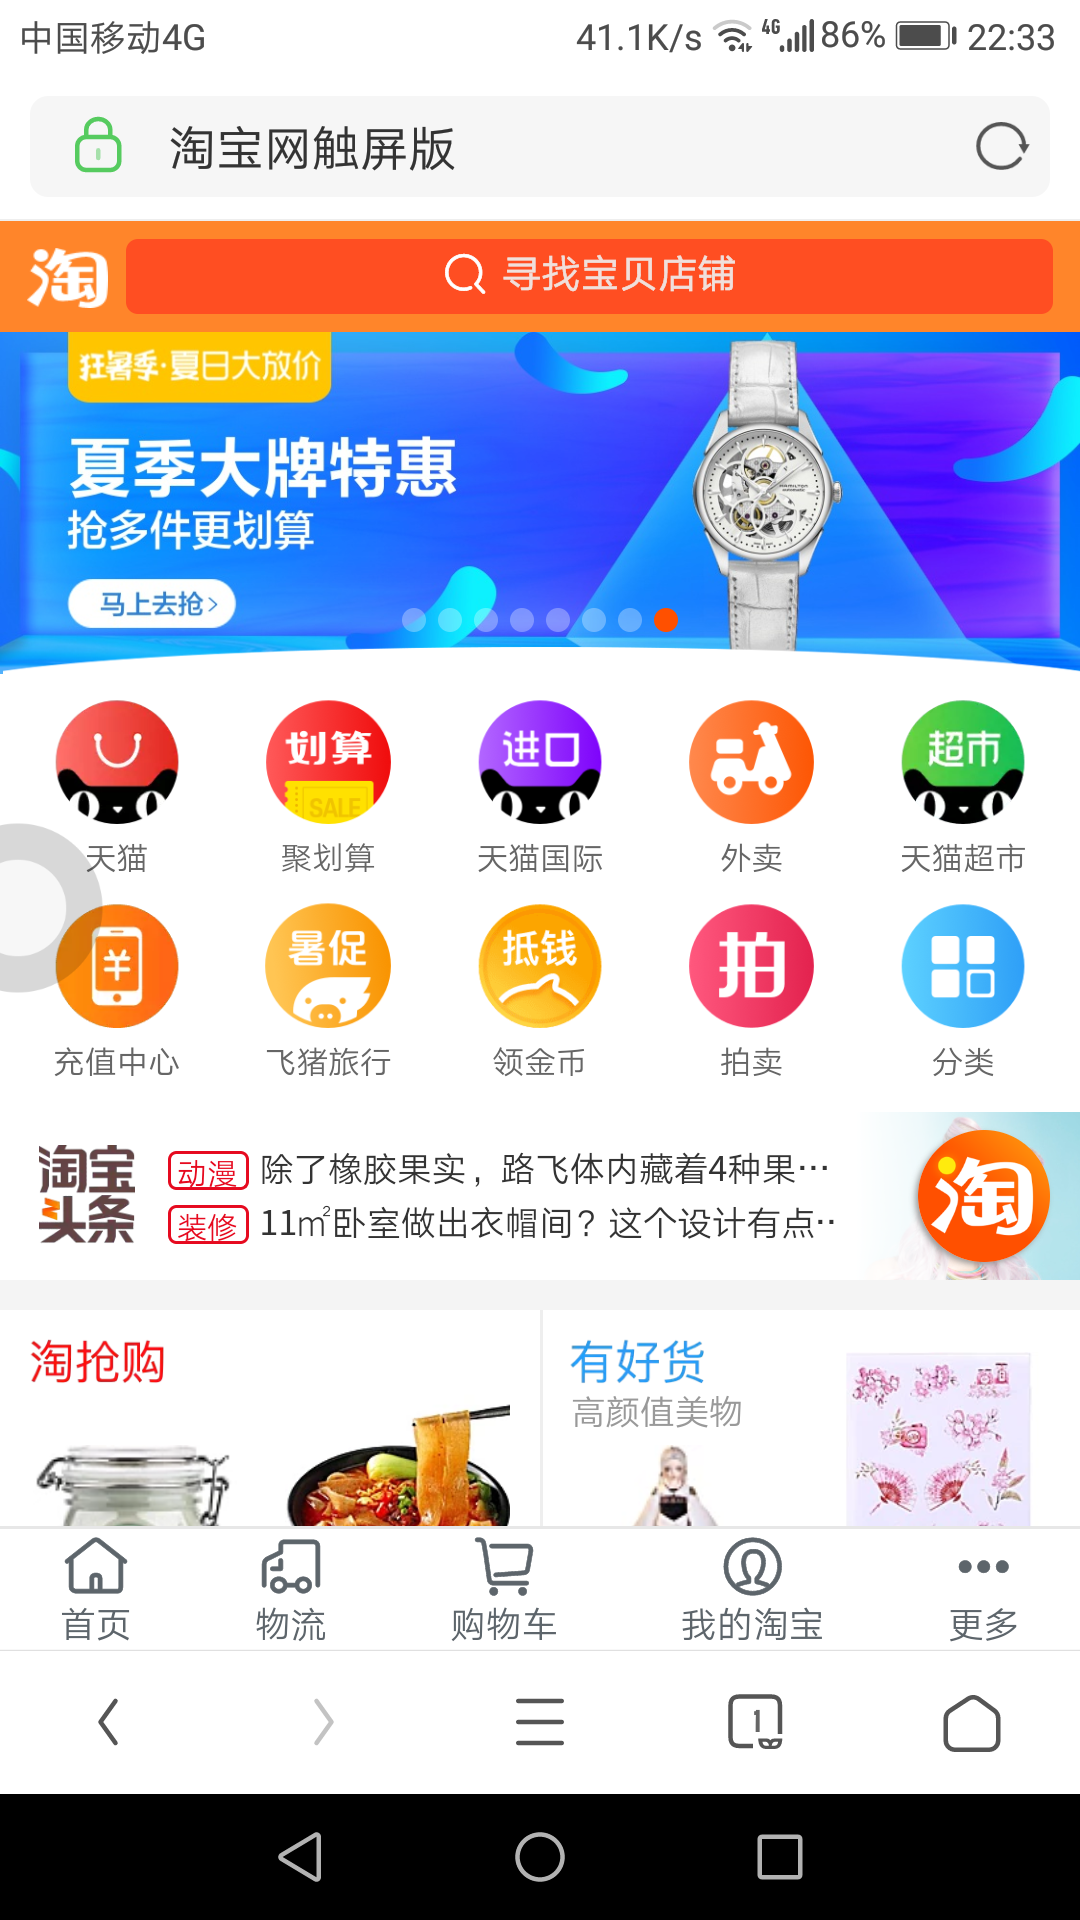 中国移动4G 41.1K/s 4G 86% 22:33
淘宝网触屏版
淘 寻找宝贝店铺
狂暑季·夏日大放价
夏季大牌特惠
抢多件更划算
马上去抢>
HAMILTON
划算 进口 超市
SALE
天猫 聚划算 天猫国际 外卖 天猫超市
¥ 暑促 抵钱 拍
充值中心 飞猪旅行 领金币 拍卖 分类
淘宝头条
动漫 除了橡胶果实，路飞体内藏着4种果…
装修 11㎡卧室做出衣帽间？这个设计有点··
淘
淘抢购 有好货
高颜值美物
首页 物流 购物车 我的淘宝 更多
1